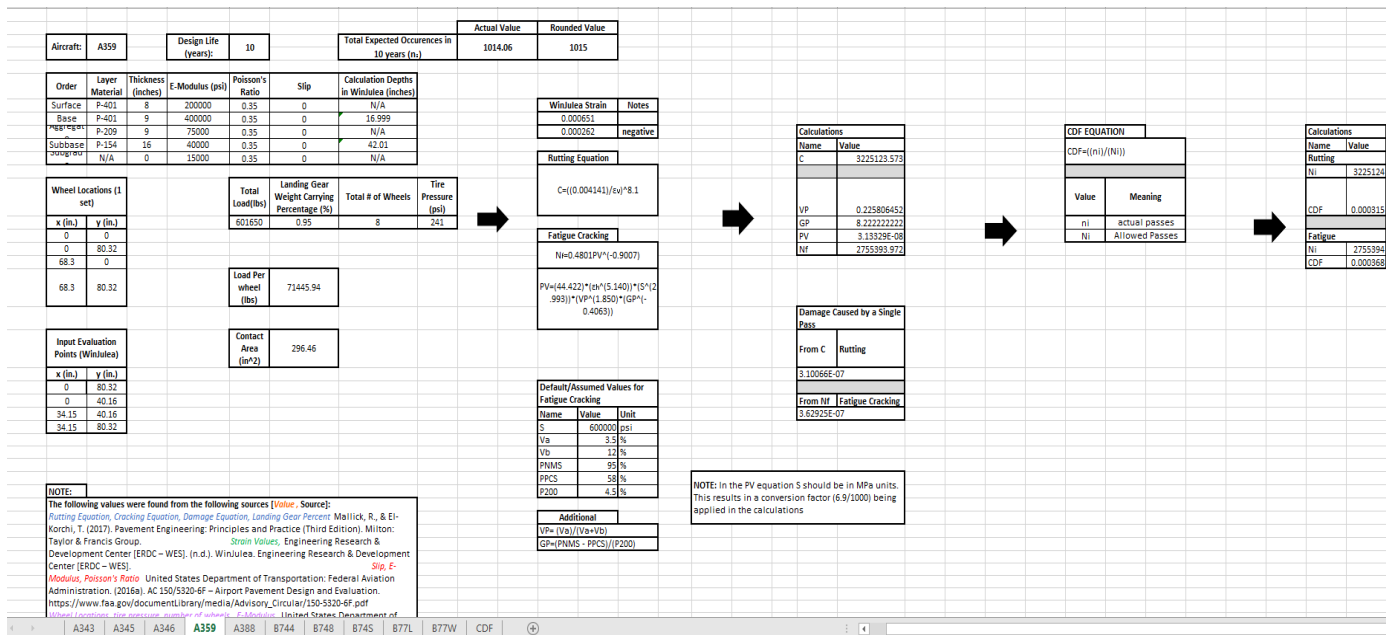 Actual Value Rounded Value
Aircraft: A359 Design Life (years): 10 Total Expected Occurences in 10 years (nᵢ) 1014.06 1015
Order Layer Material Thickness (inches) E-Modulus (psi) Poisson's Ratio Slip Calculation Depths in WinJulea (inches)
Surface P-401 8 200000 0.35 0 N/A
Base P-401 9 400000 0.35 0 16.999
P-209 9 75000 0.35 0 N/A
Subbase P-154 16 40000 0.35 0 42.01
N/A 0 15000 0.35 0 N/A
Wheel Locations (1 set)
x (in.) y (in.)
0 0
0 80.32
68.3 0
68.3 80.32
Total Load(lbs) Landing Gear Weight Carrying Percentage (%) Total # of Wheels Tire Pressure (psi)
601650 0.95 8 241
Load Per wheel (lbs) 71445.94
Contact Area (in^2) 296.46
Input Evaluation Points (WinJulea)
x (in.) y (in.)
0 80.32
0 40.16
34.15 40.16
34.15 80.32
NOTE:
The following values were found from the following sources [Value , Source]:
Rutting Equation, Cracking Equation, Damage Equation, Landing Gear Percent Mallick, R., & El-
Korchi, T. (2017). Pavement Engineering: Principles and Practice (Third Edition). Milton:
Taylor & Francis Group. Strain Values, Engineering Research &
Development Center [ERDC – WES]. (n.d.). WinJulea. Engineering Research & Development
Center [ERDC – WES]. Slip, E-
Modulus, Poisson's Ratio United States Department of Transportation: Federal Aviation
Administration. (2016a). AC 150/5320-6F – Airport Pavement Design and Evaluation.
https://www.faa.gov/documentLibrary/media/Advisory_Circular/150-5320-6F.pdf
Wheel Locations, tire pressure, number of wheels, E-Modulus United States Department of
WinJulea Strain Notes
0.000651
0.000262 negative
Rutting Equation
C=((0.004141)/εv)^8.1
Fatigue Cracking
Nf=0.4801PV^(-0.9007)
PV=(44.422)*(εh^(5.140))*(S^(2
.993))*(VP^(1.850)*(GP^(-
0.4063))
Default/Assumed Values for
Fatigue Cracking
Name Value Unit
S 600000 psi
Va 3.5 %
Vb 12 %
PNMS 95 %
PPCS 58 %
P200 4.5 %
Additional
VP= (Va)/(Va+Vb)
GP=(PNMS - PPCS)/(P200)
Calculations
Name Value
C 3225123.573
VP 0.225806452
GP 8.222222222
PV 3.13329E-08
Nf 2755393.972
Damage Caused by a Single
Pass
From C Rutting
3.10066E-07
From Nf Fatigue Cracking
3.62925E-07
NOTE: In the PV equation S should be in MPa units.
This results in a conversion factor (6.9/1000) being
applied in the calculations
CDF EQUATION
CDF=((ni)/(Ni))
Value Meaning
ni actual passes
Ni Allowed Passes
Calculations
Name Value
Rutting
Ni 3225124
CDF 0.000315
Fatigue
Ni 2755394
CDF 0.000368
A343 A345 A346 A359 A388 B744 B748 B74S B77L B77W CDF